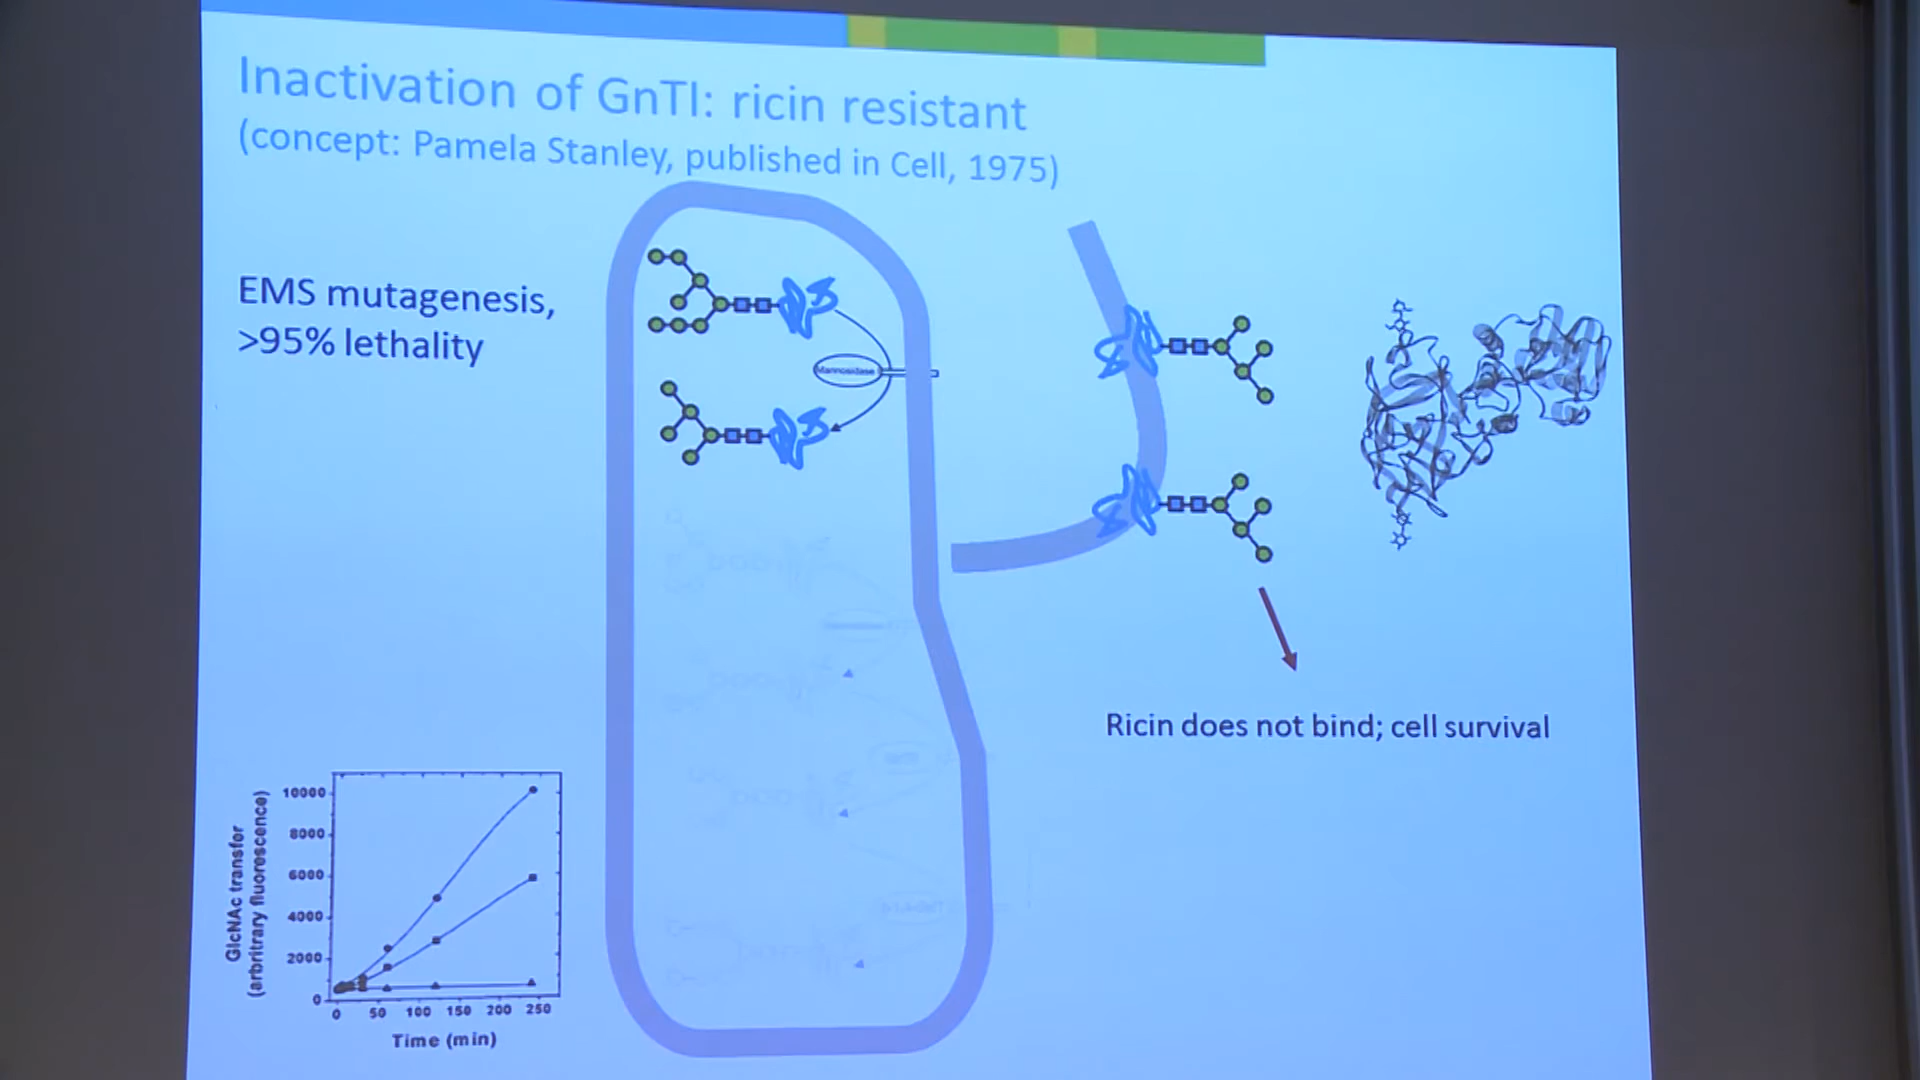 Inactivation of GnTI: ricin resistant
(concept: Pamela Stanley, published in Cell, 1975)
EMS mutagenesis,
>95% lethality
Mannosidase
Ricin does not bind; cell survival
GlcNAc transfer
(arbritrary fluorescence)
10000
8000
6000
4000
2000
0
0 50 100 150 200 250
Time (min)